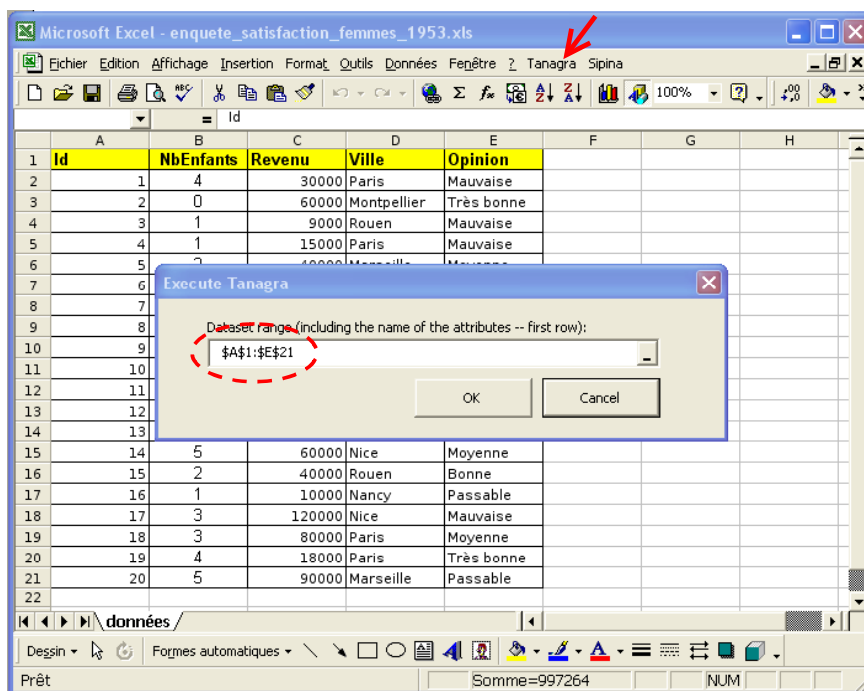 Microsoft Excel - enquete_satisfaction_femmes_1953.xls
Fichier Edition Affichage Insertion Format Outils Données Fenêtre ? Tanagra Sipina
100%
= Id
A B C D E F G H
1 Id NbEnfants Revenu Ville Opinion
2 1 4 30000 Paris Mauvaise
3 2 0 60000 Montpellier Très bonne
4 3 1 9000 Rouen Mauvaise
5 4 1 15000 Paris Mauvaise
6 5
7 6
8 7
9 8
10 9
11 10
12 11
13 12
14 13
Execute Tanagra
Dataset range (including the name of the attributes -- first row):
$A$1:$E$21
OK Cancel
15 14 5 60000 Nice Moyenne
16 15 2 40000 Rouen Bonne
17 16 1 10000 Nancy Passable
18 17 3 120000 Nice Mauvaise
19 18 3 80000 Paris Moyenne
20 19 4 18000 Paris Très bonne
21 20 5 90000 Marseille Passable
22
données
Dessin Formes automatiques
Prêt Somme=997264 NUM